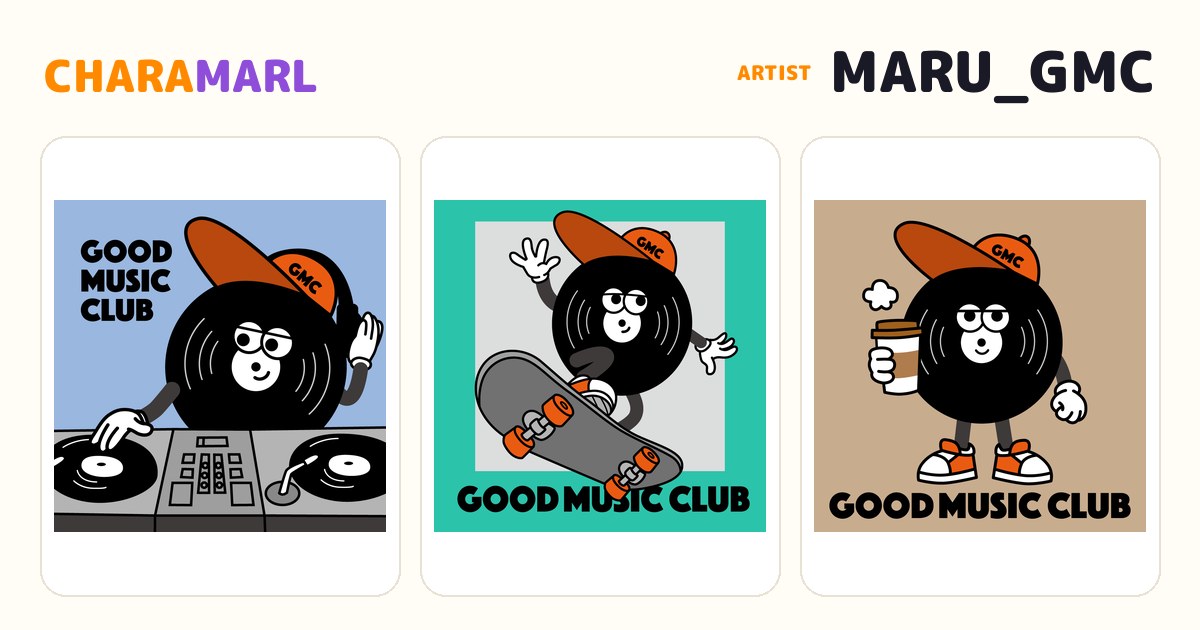 CHARAMARL
ARTIST MARU_GMC
GOOD
MUSIC
CLUB
GMC
GMC
GOOD MUSIC CLUB
GMC
GOOD MUSIC CLUB